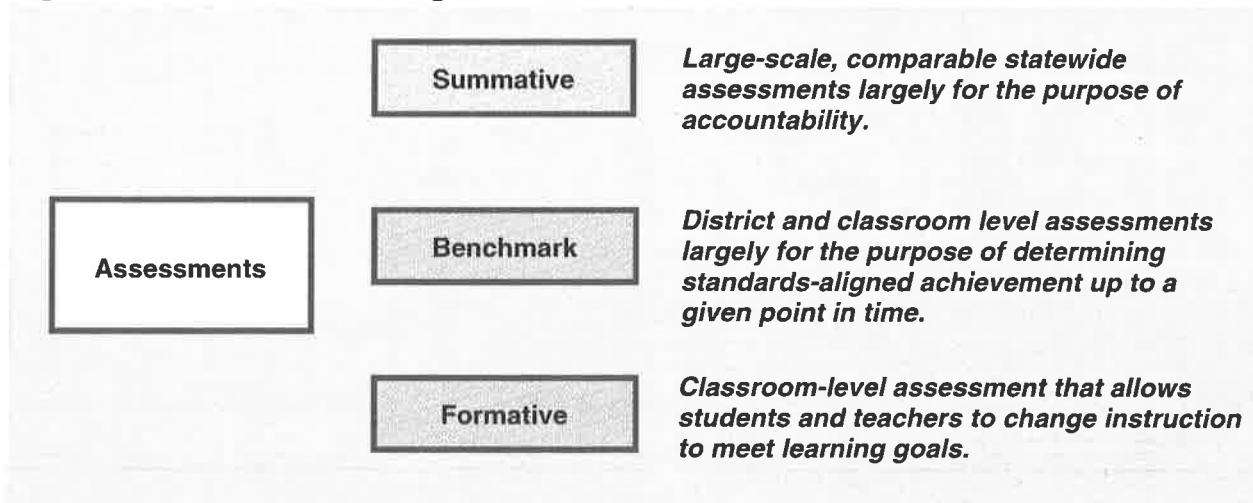 Summative
Large-scale, comparable statewide
assessments largely for the purpose of
accountability.
Assessments
Benchmark
District and classroom level assessments
largely for the purpose of determining
standards-aligned achievement up to a
given point in time.
Formative
Classroom-level assessment that allows
students and teachers to change instruction
to meet learning goals.